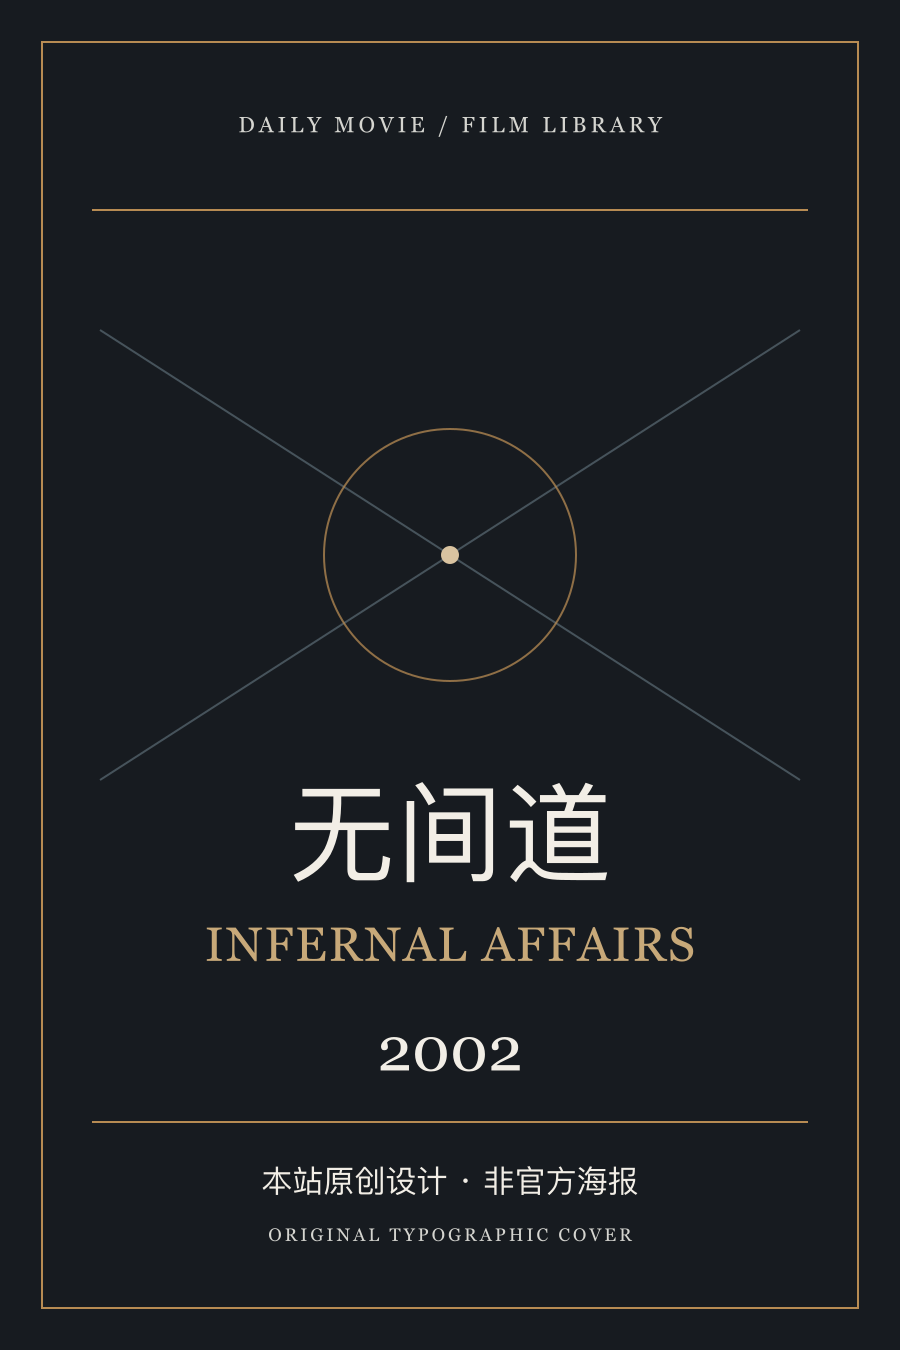 DAILY MOVIE / FILM LIBRARY
无间道
INFERNAL AFFAIRS
2002
本站原创设计 · 非官方海报
ORIGINAL TYPOGRAPHIC COVER